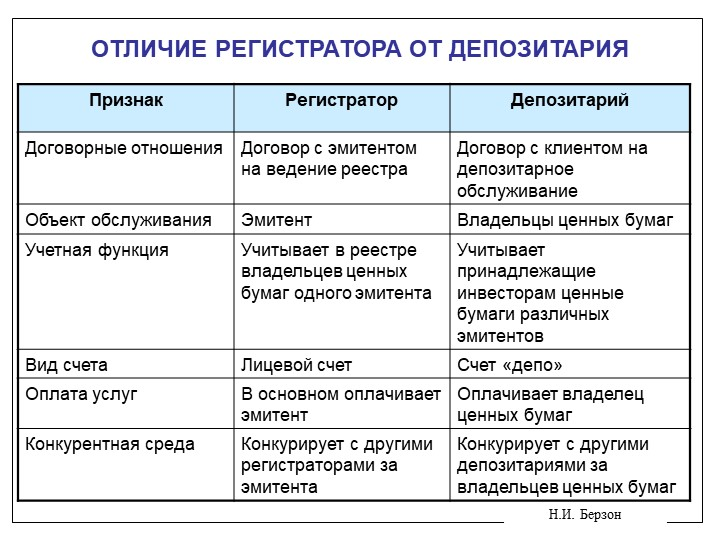 ОТЛИЧИЕ РЕГИСТРАТОРА ОТ ДЕПОЗИТАРИЯ
Признак
Регистратор
Депозитарий
Договорные отношения
Договор с эмитентом
на ведение реестра
Договор с клиентом на
депозитарное
обслуживание
Объект обслуживания
Эмитент
Владельцы ценных бумаг
Учетная функция
Учитывает в реестре
владельцев ценных
бумаг одного эмитента
Учитывает
принадлежащие
инвесторам ценные
бумаги различных
эмитентов
Вид счета
Лицевой счет
Счет «депо»
Оплата услуг
В основном оплачивает
эмитент
Оплачивает владелец
ценных бумаг
Конкурентная среда
Конкурирует с другими
регистраторами за
эмитента
Конкурирует с другими
депозитариями за
владельцев ценных бумаг
Н.И. Берзон